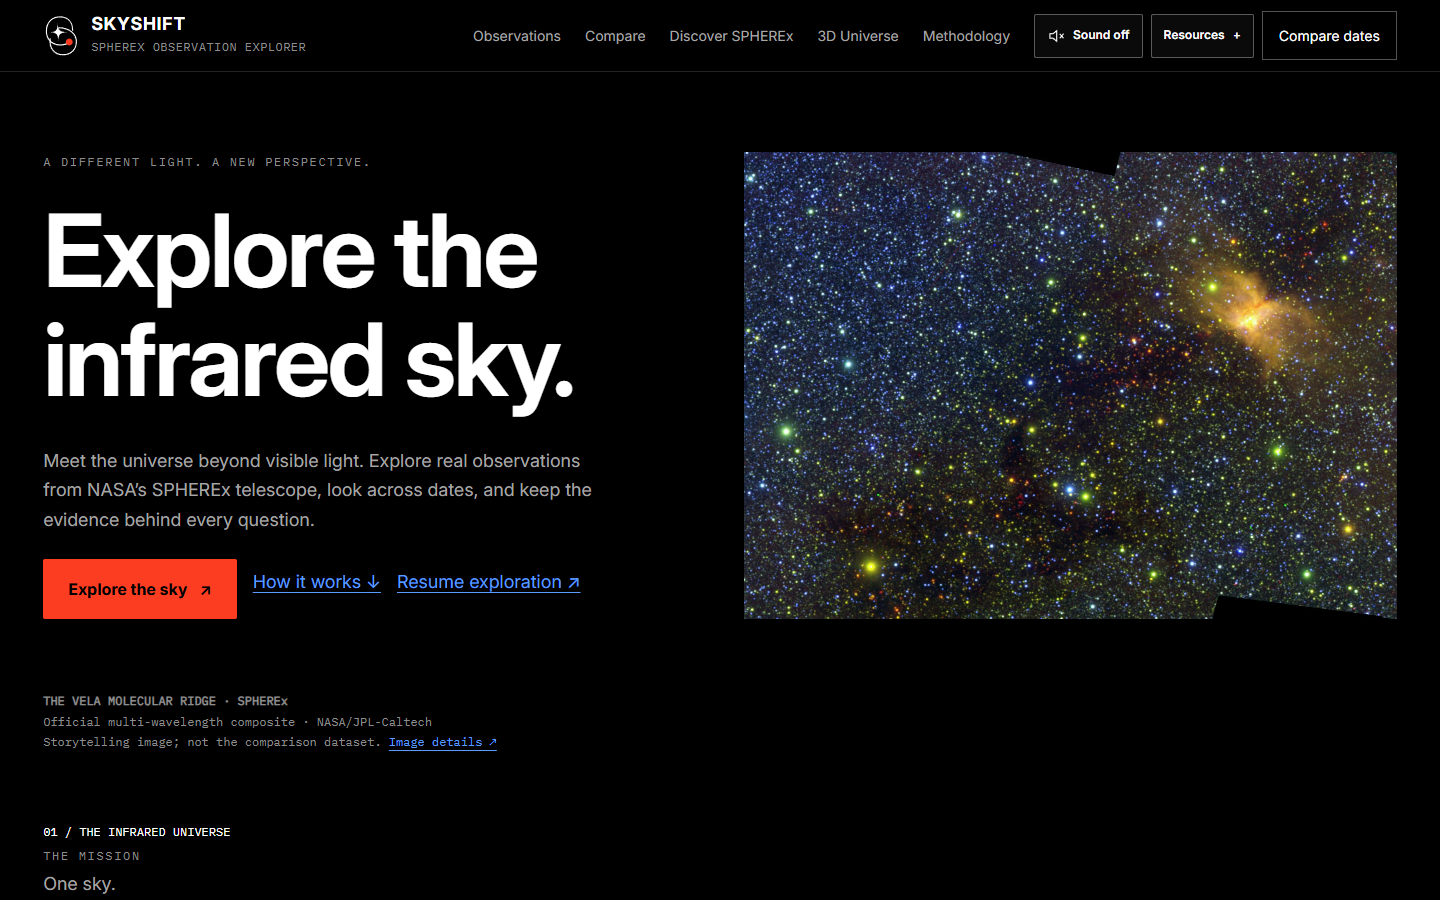 SKYSHIFT
SPHEREX OBSERVATION EXPLORER
Observations
Compare
Discover SPHEREx
3D Universe
Methodology
Sound off
Resources +
Compare dates
A DIFFERENT LIGHT. A NEW PERSPECTIVE.
Explore the
infrared sky.
Meet the universe beyond visible light. Explore real observations
from NASA’s SPHEREx telescope, look across dates, and keep the
evidence behind every question.
Explore the sky ↗
How it works ↓
Resume exploration ↗
THE VELA MOLECULAR RIDGE · SPHEREx
Official multi-wavelength composite · NASA/JPL-Caltech
Storytelling image; not the comparison dataset. Image details ↗
01 / THE INFRARED UNIVERSE
THE MISSION
One sky.